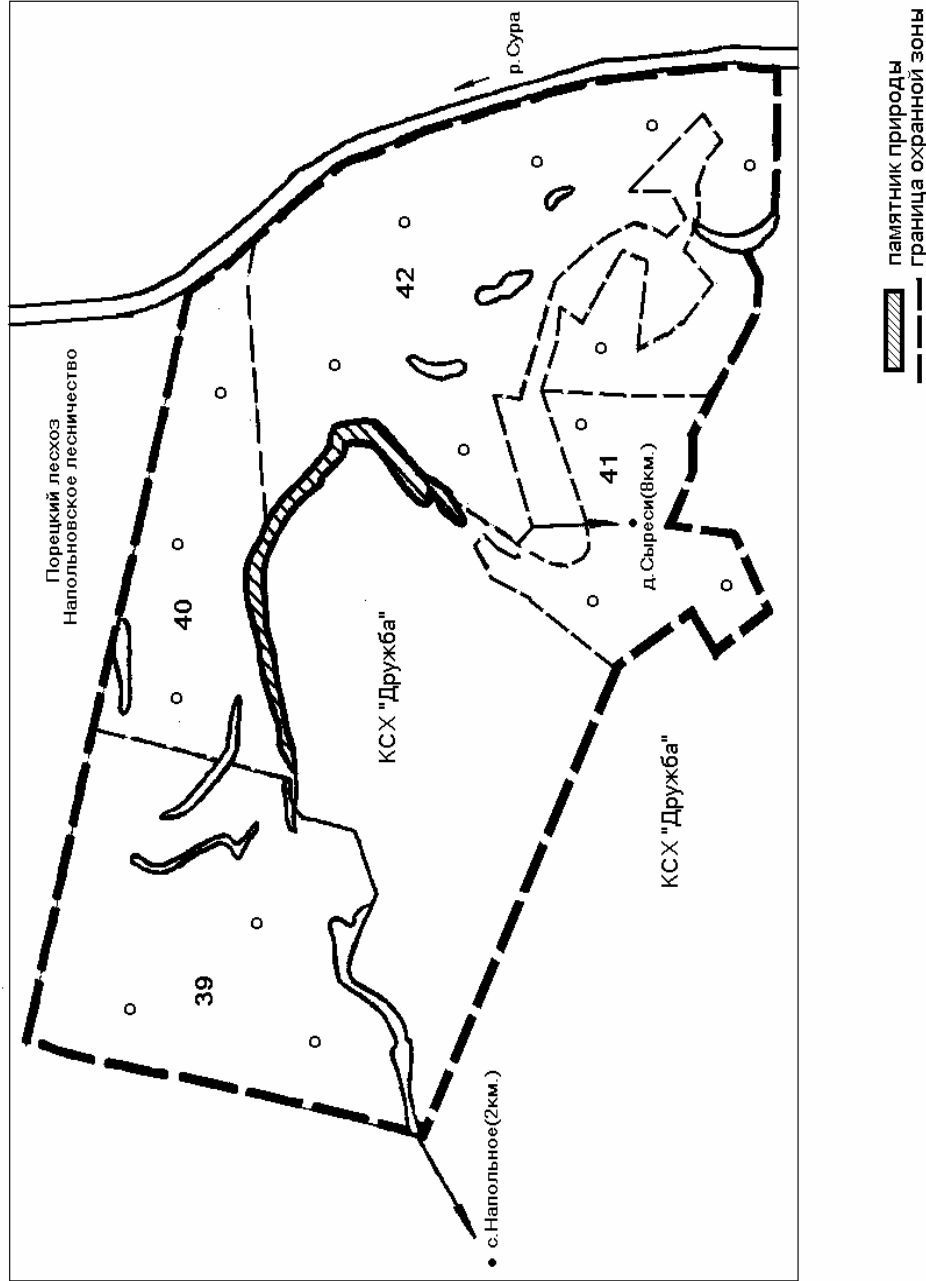 Порецкий лесхоз
Напольновское лесничество
р.Сура
42
40
39
41
КСХ "Дружба"
КСХ "Дружба"
д.Сыреси(8км.)
с.Напольное(2км.)
памятник природы
граница охранной зоны